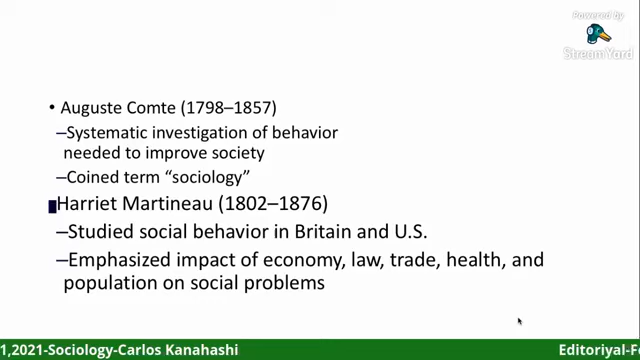 Powered by
StreamYard
• Auguste Comte (1798–1857)
–Systematic investigation of behavior
needed to improve society
–Coined term “sociology”
Harriet Martineau (1802–1876)
–Studied social behavior in Britain and U.S.
–Emphasized impact of economy, law, trade, health, and
population on social problems
1,2021-Sociology-Carlos Kanahashi Editoriyal-Fe